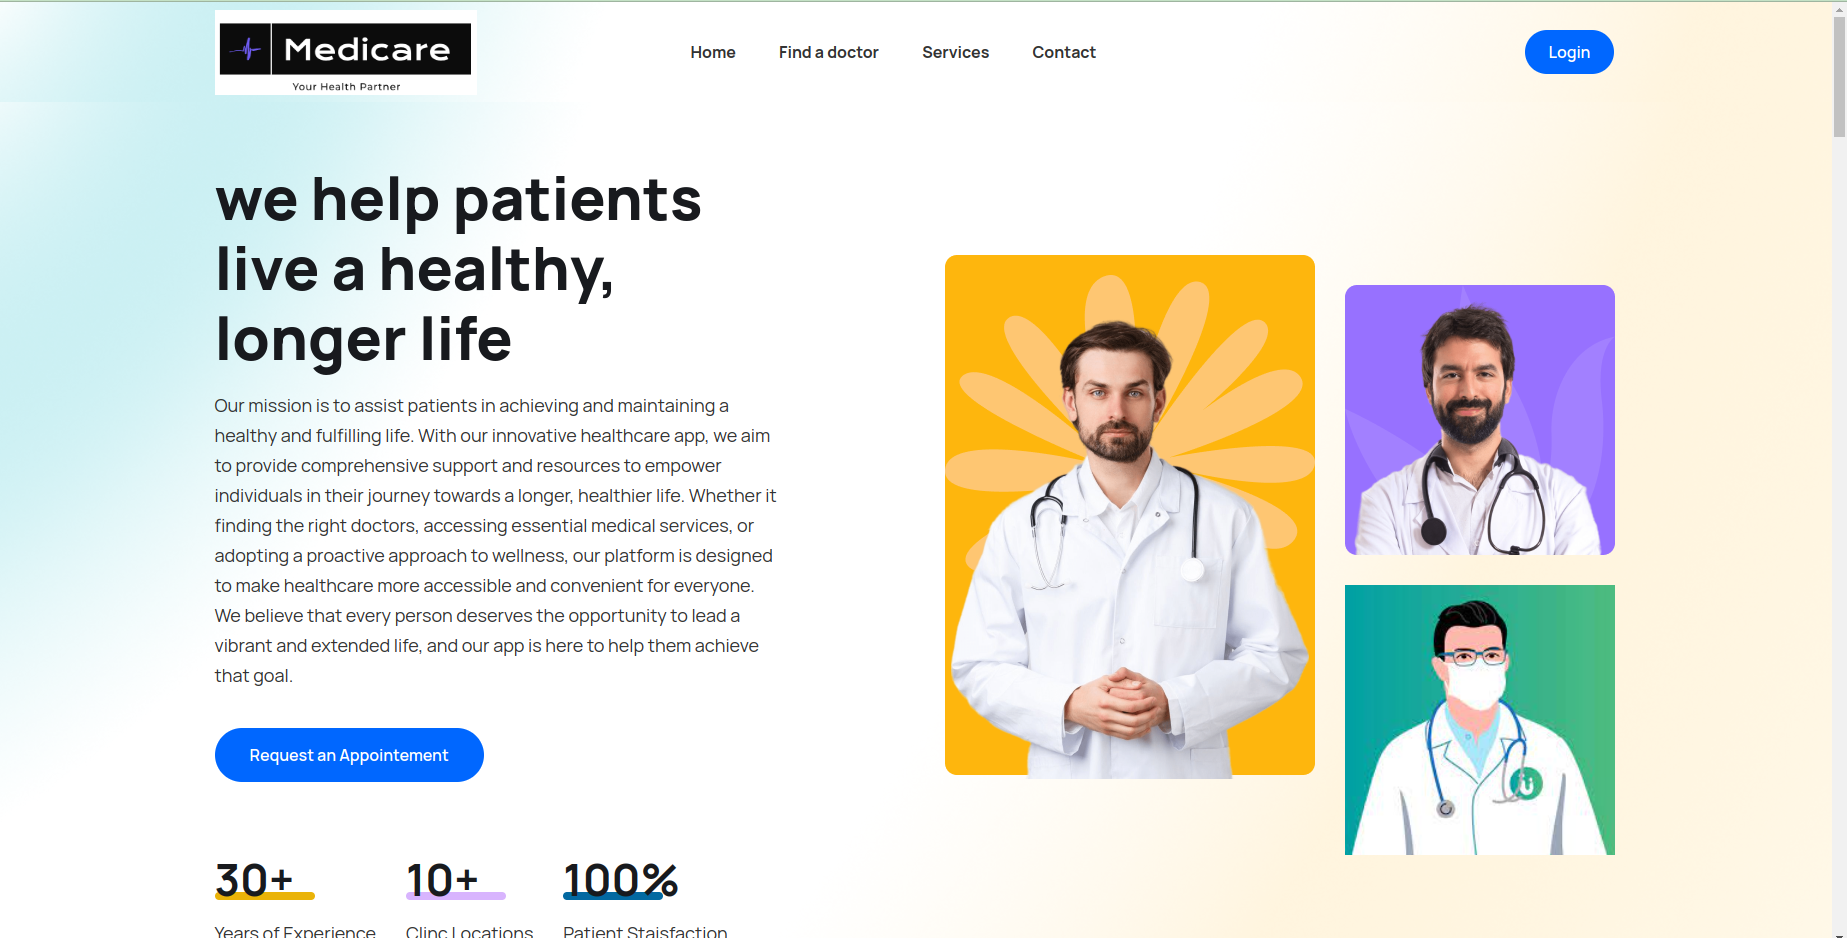 Medicare
Your Health Partner
Home
Find a doctor
Services
Contact
Login
we help patients
live a healthy,
longer life
Our mission is to assist patients in achieving and maintaining a
healthy and fulfilling life. With our innovative healthcare app, we aim
to provide comprehensive support and resources to empower
individuals in their journey towards a longer, healthier life. Whether it
finding the right doctors, accessing essential medical services, or
adopting a proactive approach to wellness, our platform is designed
to make healthcare more accessible and convenient for everyone.
We believe that every person deserves the opportunity to lead a
vibrant and extended life, and our app is here to help them achieve
that goal.
Request an Appointement
30+
10+
100%
Years of Experience
Clinc Locations
Patient Staisfaction